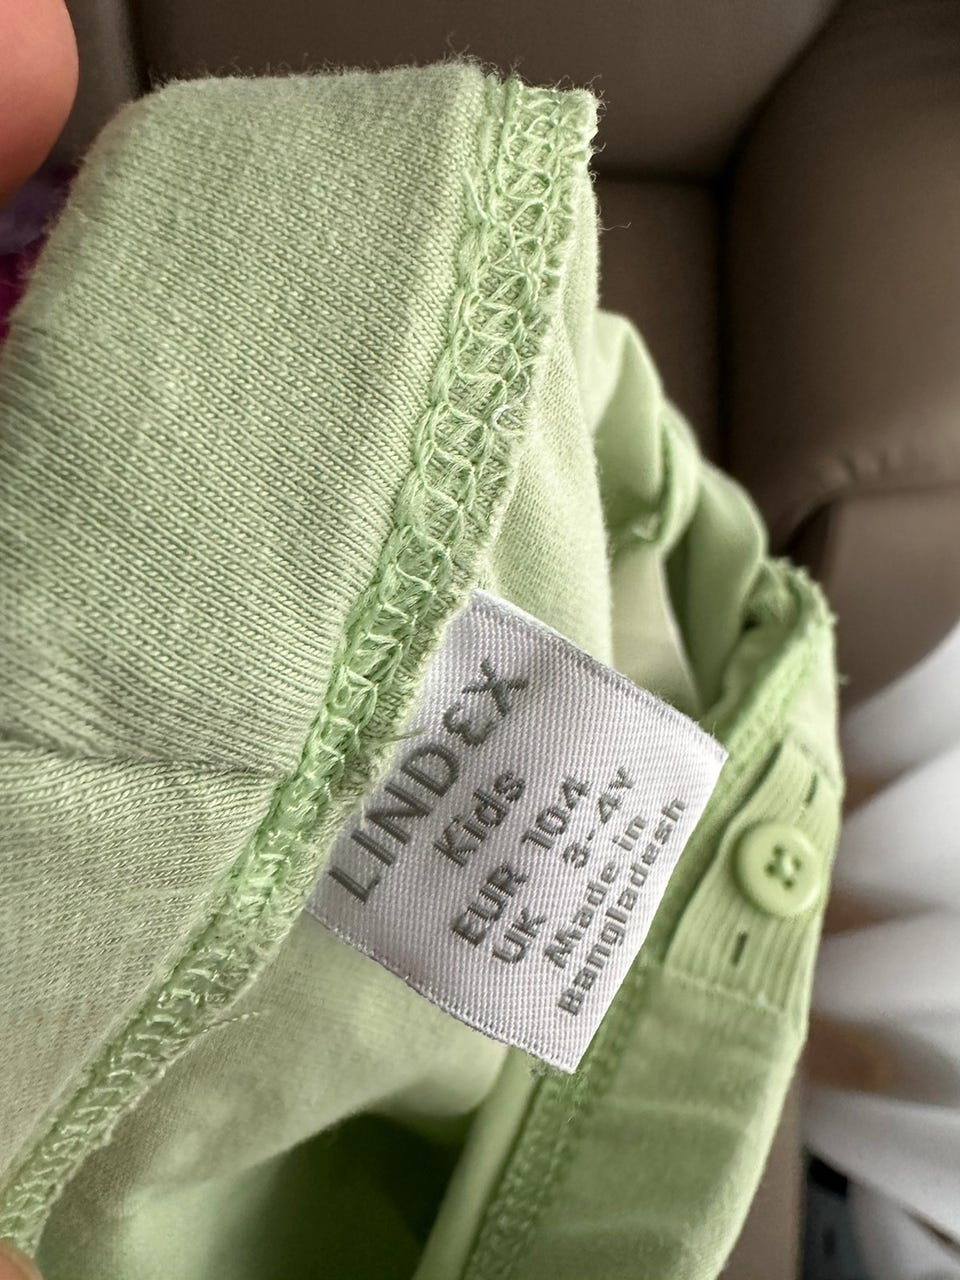 LINDEX
Kids
EUR 104
UK 3-4Y
Made in
Bangladesh